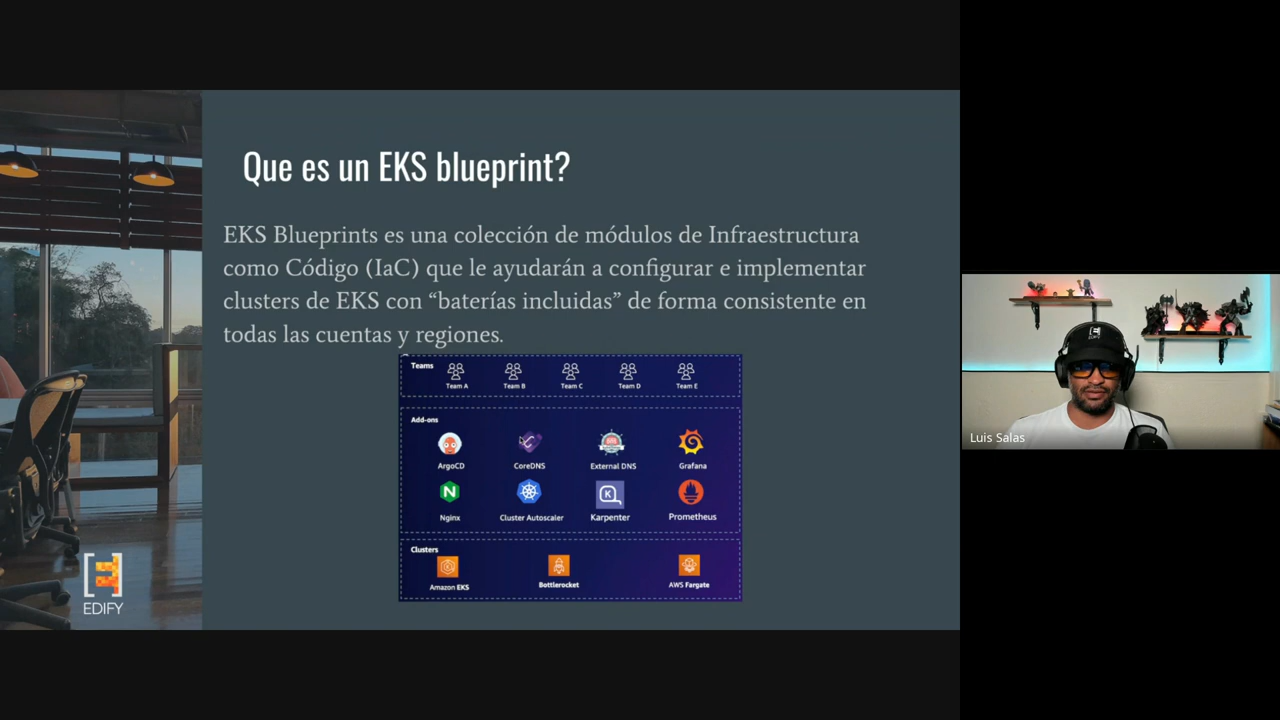 Que es un EKS blueprint?
EKS Blueprints es una colección de módulos de Infraestructura
como Código (IaC) que le ayudarán a configurar e implementar
clusters de EKS con “baterías incluidas” de forma consistente en
todas las cuentas y regiones.
Teams
Team A Team B Team C Team D Team E
Add-ons
ArgoCD CoreDNS External DNS Grafana
Nginx Cluster Autoscaler Karpenter Prometheus
Clusters
Amazon EKS Bottlerocket AWS Fargate
EDIFY
Luis Salas